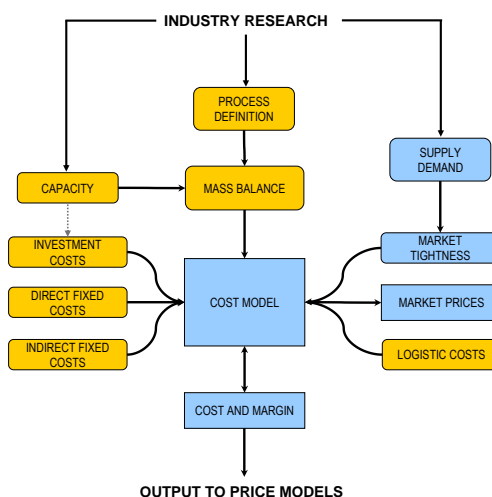 INDUSTRY RESEARCH
PROCESS
DEFINITION
SUPPLY
DEMAND
CAPACITY
MASS BALANCE
INVESTMENT
COSTS
MARKET
TIGHTNESS
DIRECT FIXED
COSTS
COST MODEL
MARKET PRICES
INDIRECT FIXED
COSTS
LOGISTIC COSTS
COST AND MARGIN
OUTPUT TO PRICE MODELS